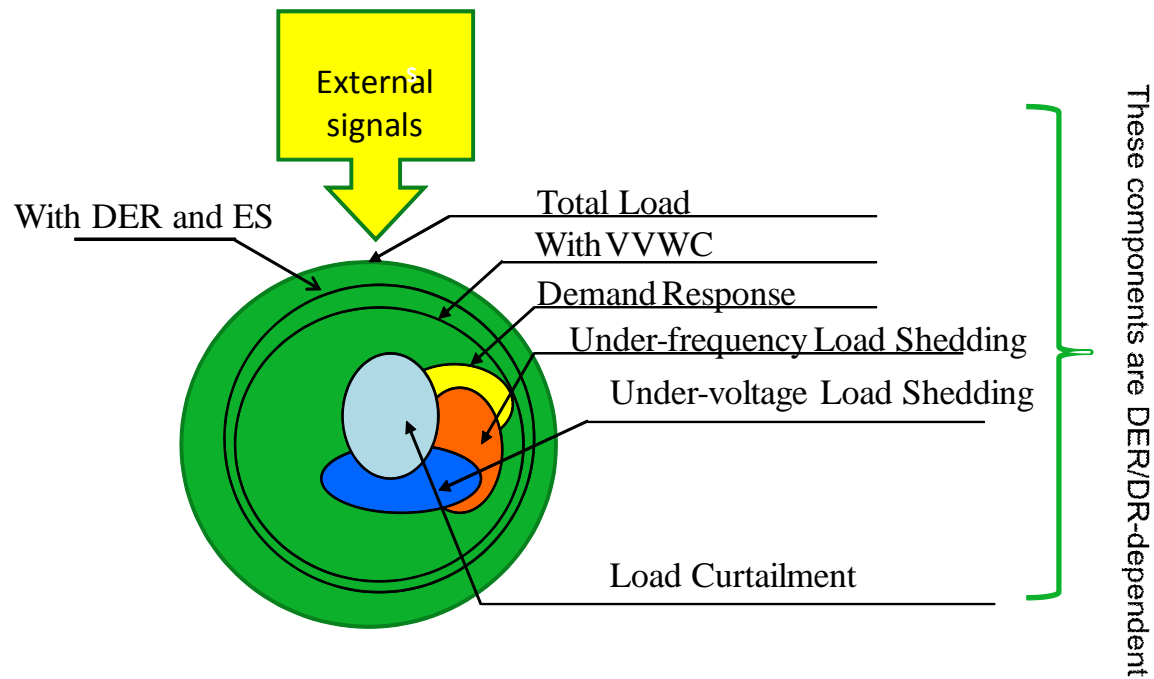 External
s
signals
With DER and ES
Total Load
With VVWC
Demand Response
Under-frequency Load Shedding
Under-voltage Load Shedding
Load Curtailment
These components are DER/DR-dependent